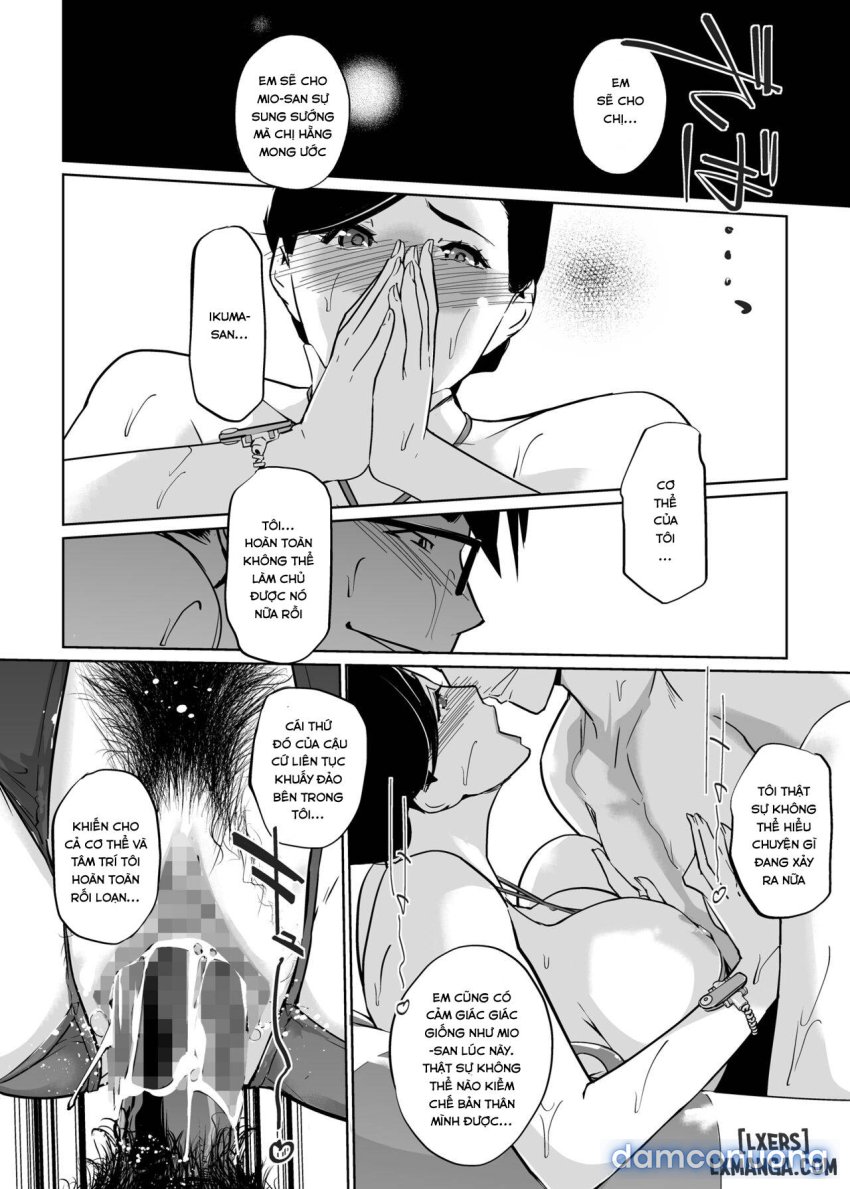 EM
SẼ CHO
CHỊ...
EM SẼ CHO
MIO-SAN SỰ
SUNG SƯỚNG
MÀ CHỊ HẰNG
MONG ƯỚC
IKUMA-
SAN...
CƠ
THỂ
CỦA
TÔI
...
TÔI...
HOÀN TOÀN
KHÔNG THỂ
LÀM CHỦ
ĐƯỢC NÓ
NỮA RỒI
TÔI THẬT
SỰ KHÔNG
THỂ HIỂU
CHUYỆN GÌ
ĐANG XẢY
RA NỮA
EM CŨNG CÓ
CẢM GIÁC GIÁC
GIỐNG NHƯ MIO
-SAN LÚC NÀY.
THẬT SỰ KHÔNG
THỂ NÀO KIỀM
CHẾ BẢN THÂN
MÌNH ĐƯỢC...
CÁI THỨ
ĐÓ CỦA CẬU
CỨ LIÊN TỤC
KHUẤY ĐẢO
BÊN TRONG
TÔI...
KHIẾN CHO
CẢ CƠ THỂ VÀ
TÂM TRÍ TÔI
HOÀN TOÀN
RỐI LOẠN...
[LXERS]
damconuong
LXMANGA.COM